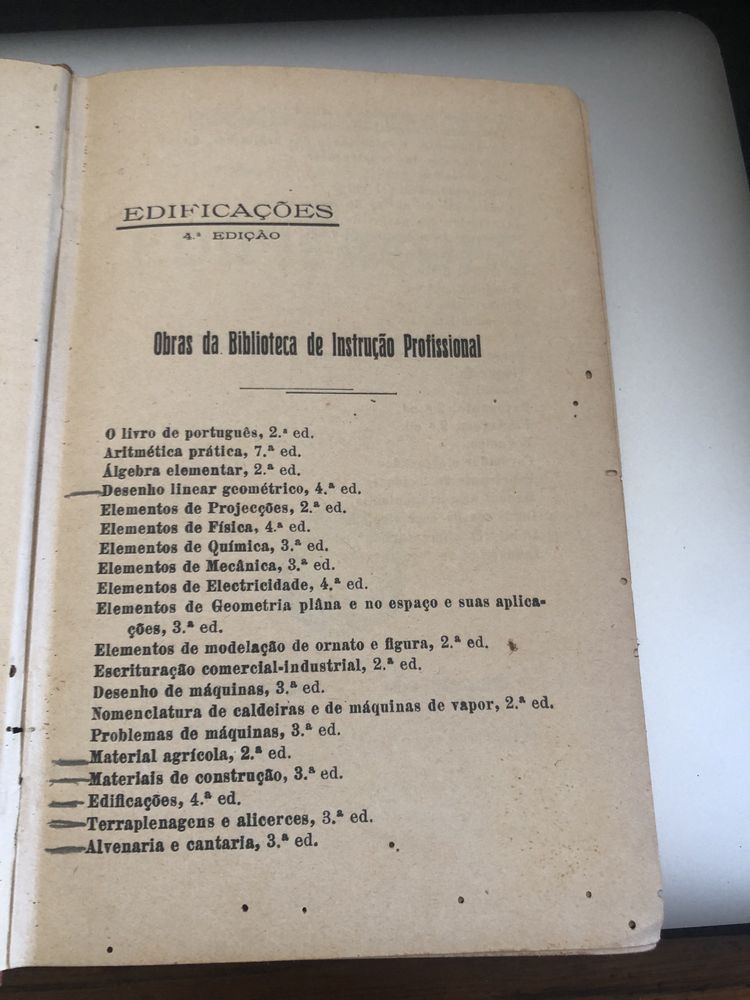 EDIFICAÇÕES
4.ª EDIÇÃO
Obras da Biblioteca de Instrução Profissional
O livro de português, 2.ª ed.
Aritmética prática, 7.ª ed.
Álgebra elementar, 2.ª ed.
Desenho linear geométrico, 4.ª ed.
Elementos de Projecções, 2.ª ed.
Elementos de Física, 4.ª ed.
Elementos de Química, 3.ª ed.
Elementos de Mecânica, 3.ª ed.
Elementos de Electricidade, 4.ª ed.
Elementos de Geometria plâna e no espaço e suas aplica-
ções, 3.ª ed.
Elementos de modelação de ornato e figura, 2.ª ed.
Escrituração comercial-industrial, 2.ª ed.
Desenho de máquinas, 3.ª ed.
Nomenclatura de caldeiras e de máquinas de vapor, 2.ª ed.
Problemas de máquinas, 3.ª ed.
Material agrícola, 2.ª ed.
Materiais de construção, 3.ª ed.
Edificações, 4.ª ed.
Terraplenagens e alicerces, 3.ª ed.
Alvenaria e cantaria, 3.ª ed.